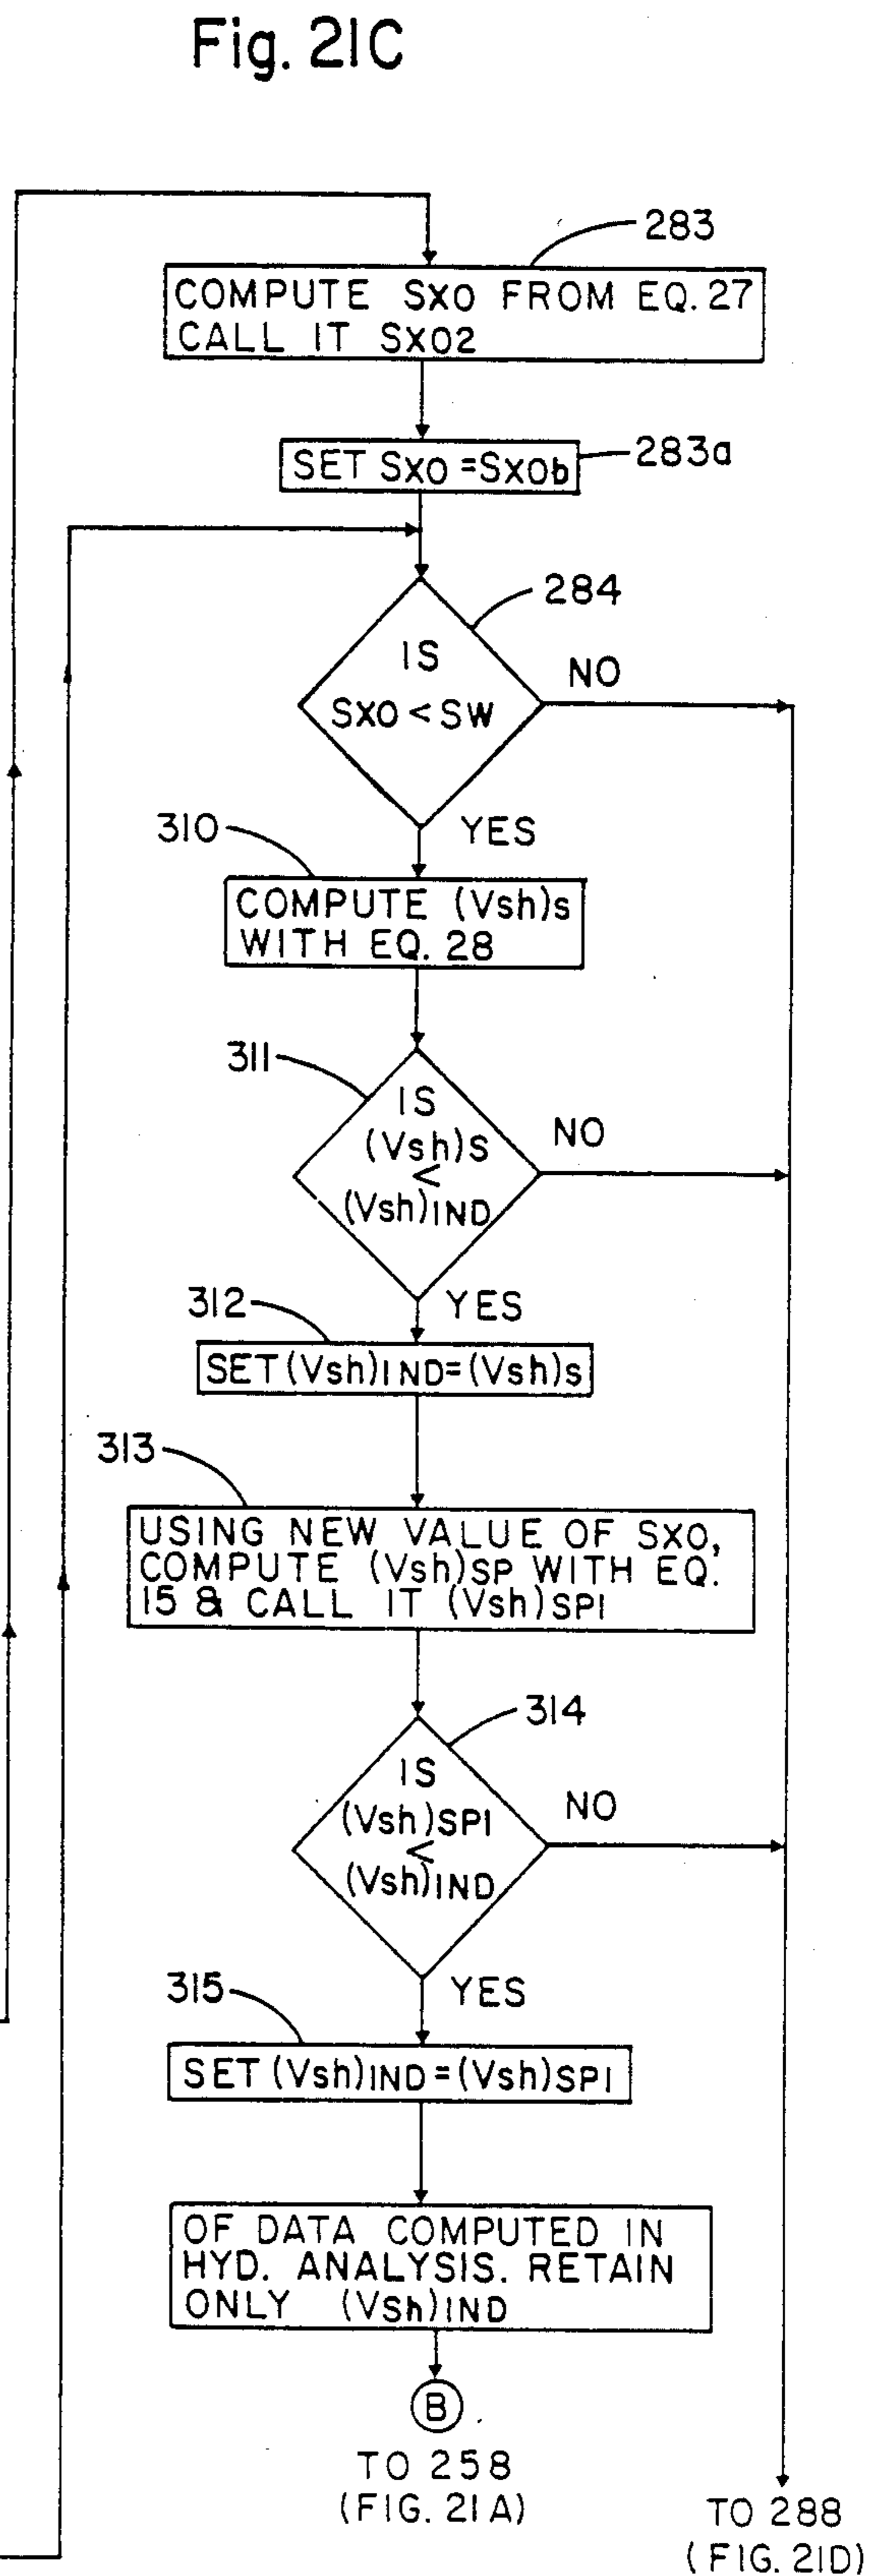 Fig. 21C
283
COMPUTE SXO FROM EQ. 27
CALL IT SXO2
SET SXO = SXOb
283a
284
IS
SXO < SW
NO
YES
310
COMPUTE (Vsh)s
WITH EQ. 28
311
IS
(Vsh)S
<
(Vsh)IND
NO
YES
312
SET (Vsh)IND = (Vsh)s
313
USING NEW VALUE OF SXO,
COMPUTE (Vsh)SP WITH EQ.
15 & CALL IT (Vsh)SPI
314
IS
(Vsh)SPI
<
(Vsh)IND
NO
YES
315
SET (Vsh)IND = (Vsh)SPI
OF DATA COMPUTED IN
HYD. ANALYSIS. RETAIN
ONLY (Vsh)IND
B
TO 258
(FIG. 21A)
TO 288
(FIG. 21D)